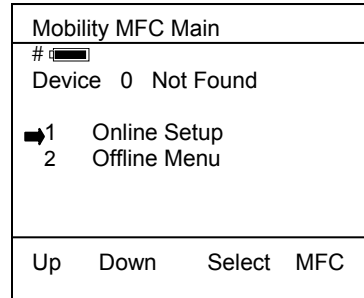 Mobility MFC Main
#
Device 0 Not Found
1 Online Setup
2 Offline Menu
Up Down Select MFC